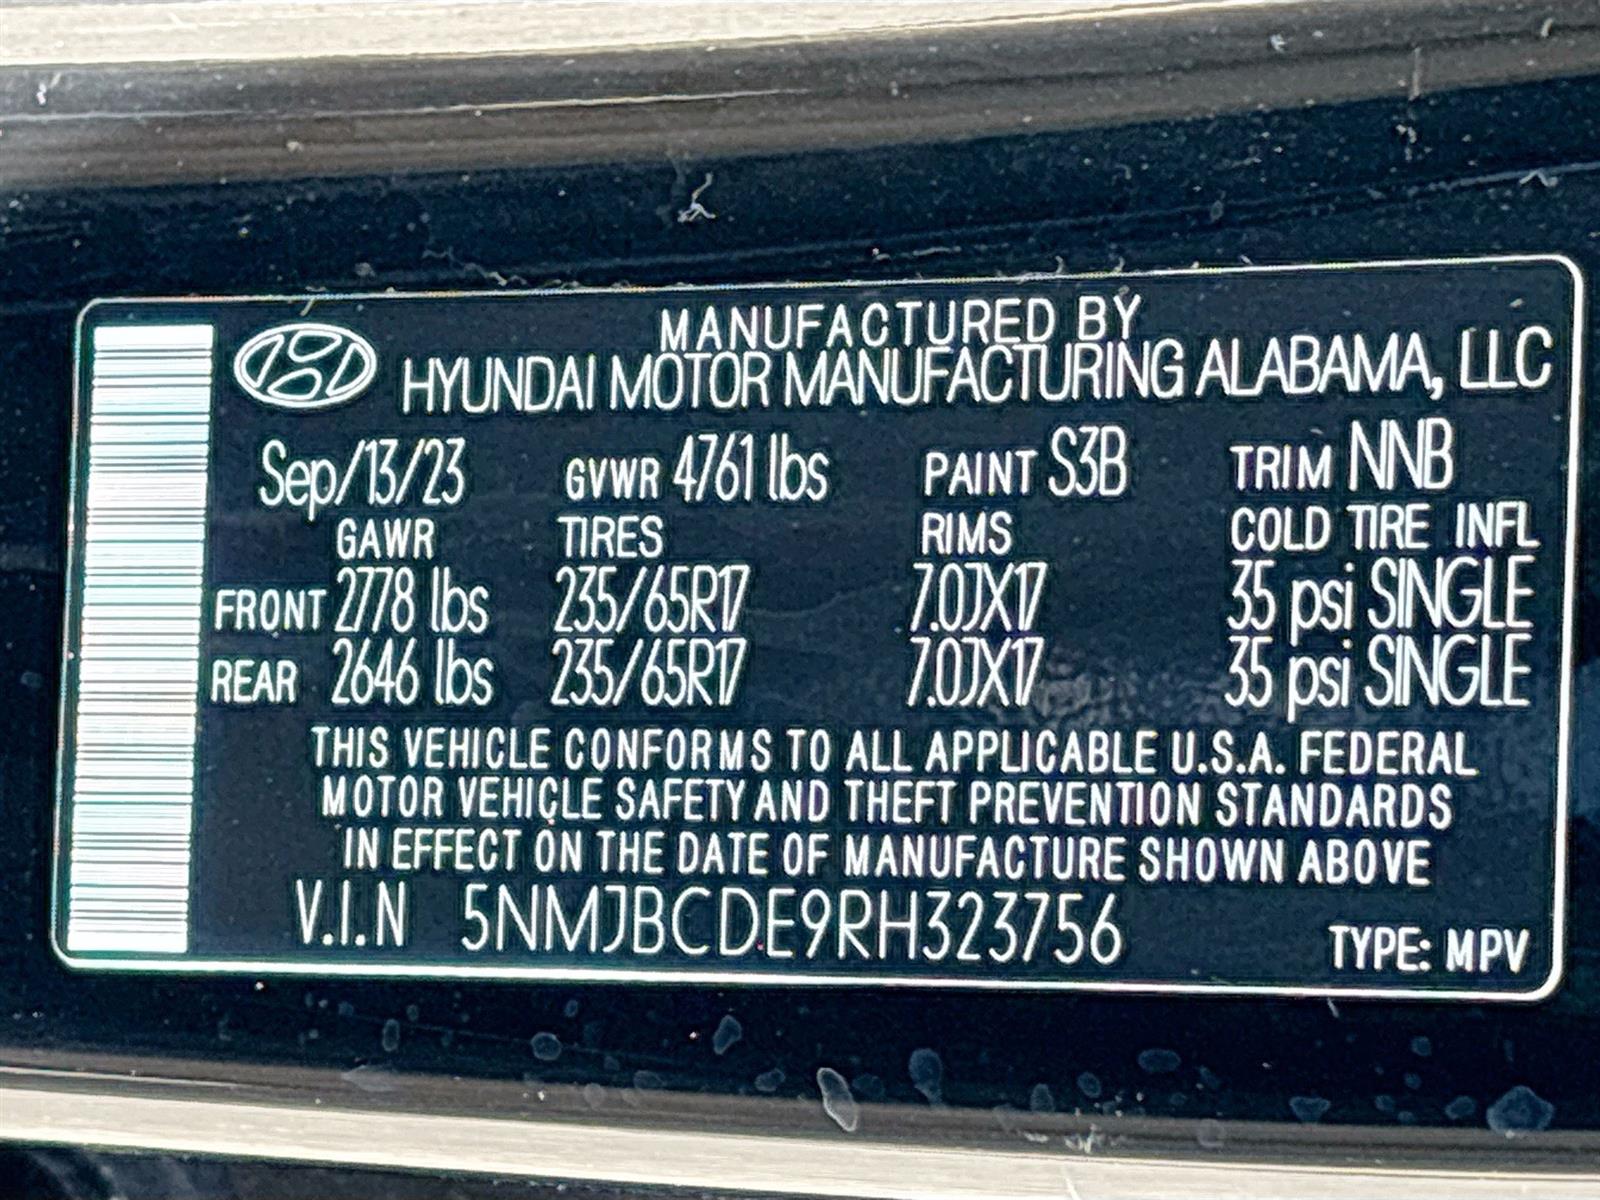 MANUFACTURED BY
HYUNDAI MOTOR MANUFACTURING ALABAMA, LLC
Sep/13/23 GVWR 4761 lbs PAINT S3B TRIM NNB
GAWR TIRES RIMS COLD TIRE INFL
FRONT 2778 lbs 235/65R17 7.0JX17 35 psi SINGLE
REAR 2646 lbs 235/65R17 7.0JX17 35 psi SINGLE
THIS VEHICLE CONFORMS TO ALL APPLICABLE U.S.A. FEDERAL
MOTOR VEHICLE SAFETY AND THEFT PREVENTION STANDARDS
IN EFFECT ON THE DATE OF MANUFACTURE SHOWN ABOVE
V.I.N 5NMJBCDE9RH323756 TYPE: MPV